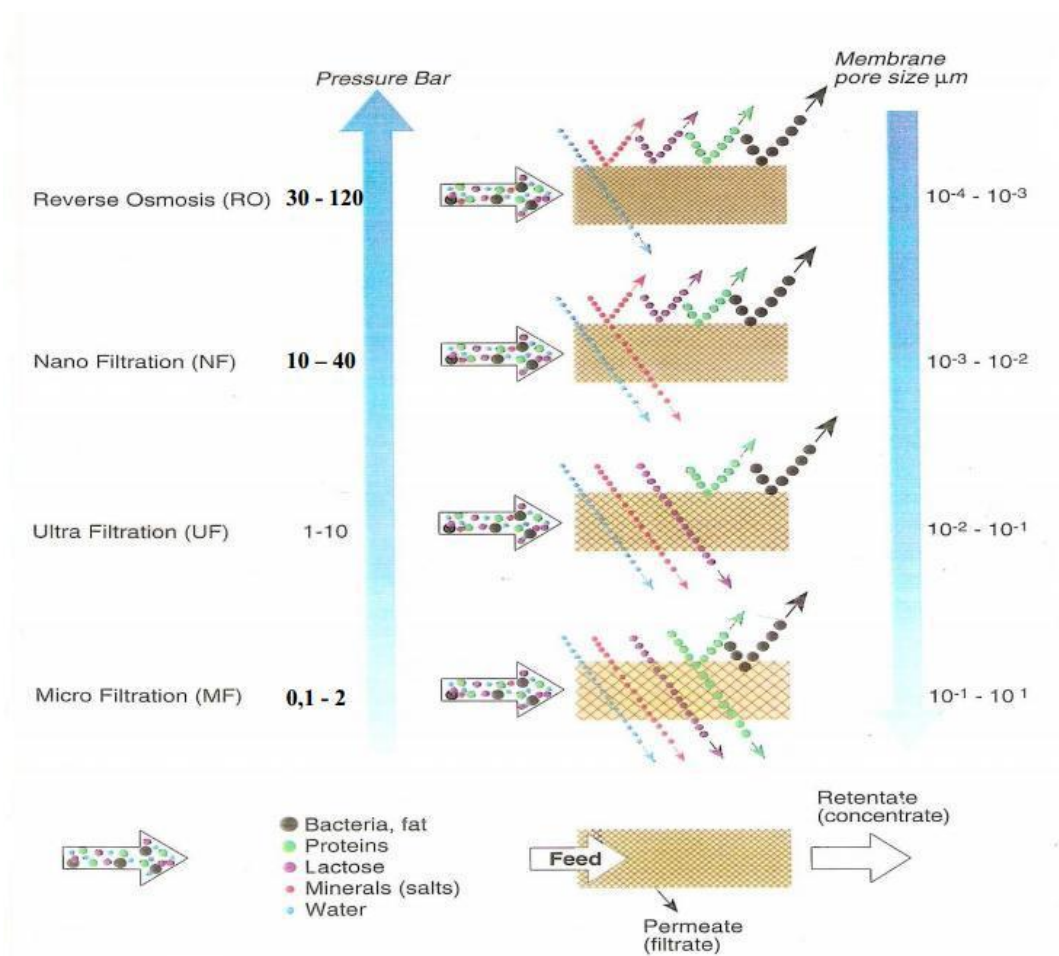 Pressure Bar
Membrane
pore size µm
Reverse Osmosis (RO) 30 - 120
10⁻⁴ - 10⁻³
Nano Filtration (NF) 10 – 40
10⁻³ - 10⁻²
Ultra Filtration (UF) 1-10
10⁻² - 10⁻¹
Micro Filtration (MF) 0,1 - 2
10⁻¹ - 10¹
Bacteria, fat
Proteins
Lactose
Minerals (salts)
Water
Feed
Permeate
(filtrate)
Retentate
(concentrate)